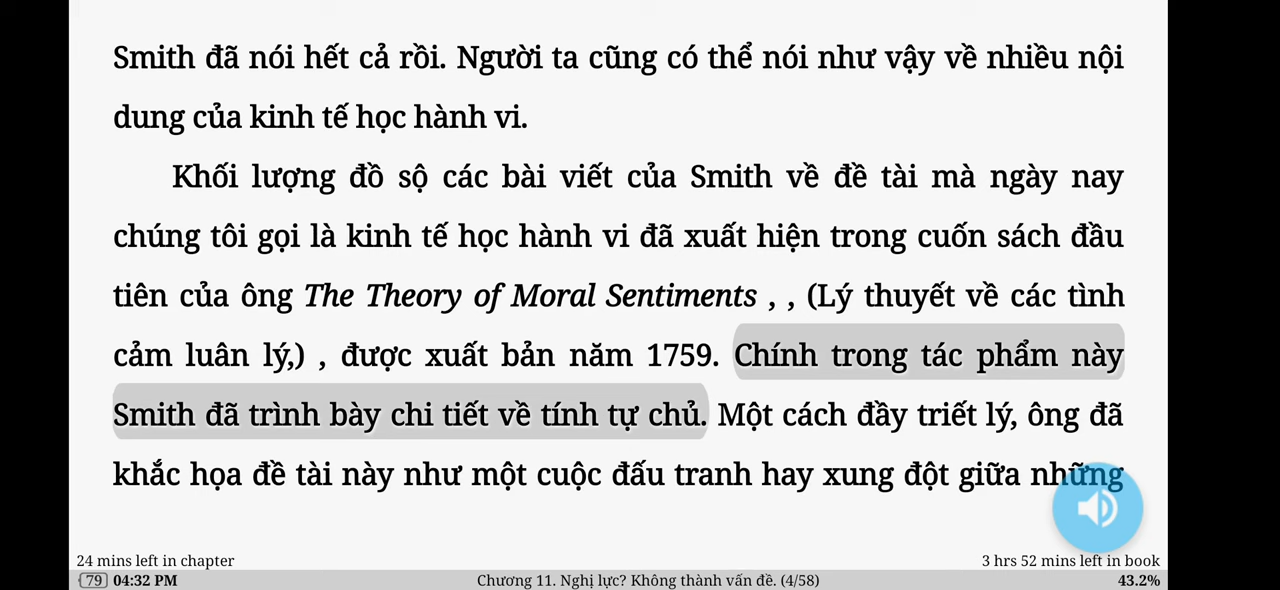 Smith đã nói hết cả rồi. Người ta cũng có thể nói như vậy về nhiều nội
dung của kinh tế học hành vi.
Khối lượng đồ sộ các bài viết của Smith về đề tài mà ngày nay
chúng tôi gọi là kinh tế học hành vi đã xuất hiện trong cuốn sách đầu
tiên của ông The Theory of Moral Sentiments , , (Lý thuyết về các tình
cảm luân lý,) , được xuất bản năm 1759. Chính trong tác phẩm này
Smith đã trình bày chi tiết về tính tự chủ. Một cách đầy triết lý, ông đã
khắc họa đề tài này như một cuộc đấu tranh hay xung đột giữa những
24 mins left in chapter
3 hrs 52 mins left in book
79 04:32 PM
Chương 11. Nghị lực? Không thành vấn đề. (4/58)
43.2%